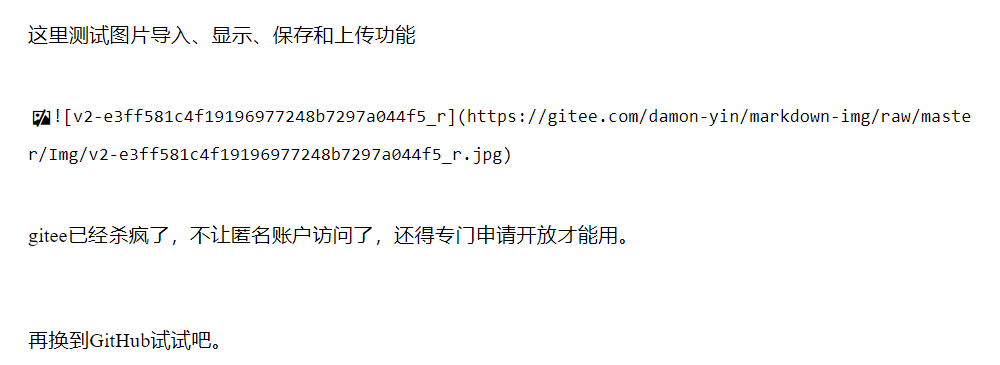 这里测试图片导入、显示、保存和上传功能
![v2-e3ff581c4f19196977248b7297a044f5_r](https://gitee.com/damon-yin/markdown-img/raw/maste
r/Img/v2-e3ff581c4f19196977248b7297a044f5_r.jpg)
gitee已经杀疯了，不让匿名账户访问了，还得专门申请开放才能用。
再换到GitHub试试吧。